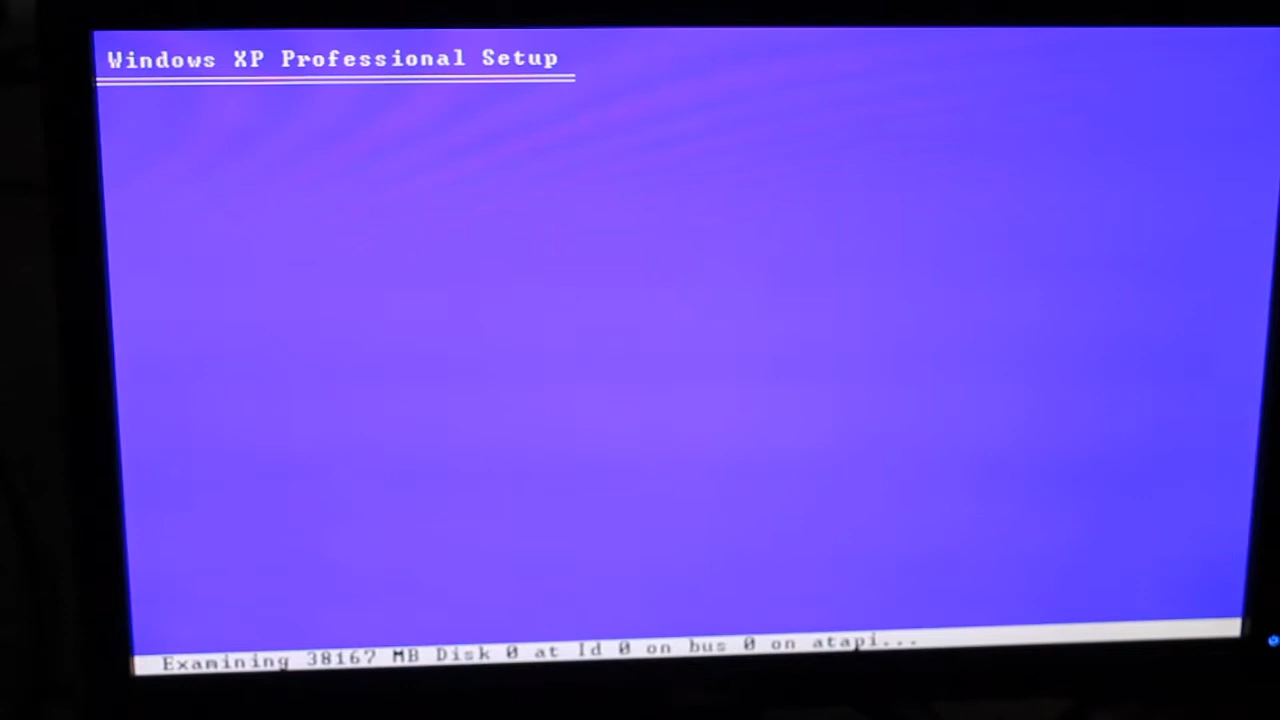 Windows XP Professional Setup
Examining 38167 MB Disk 0 at Id 0 on bus 0 on atapi...